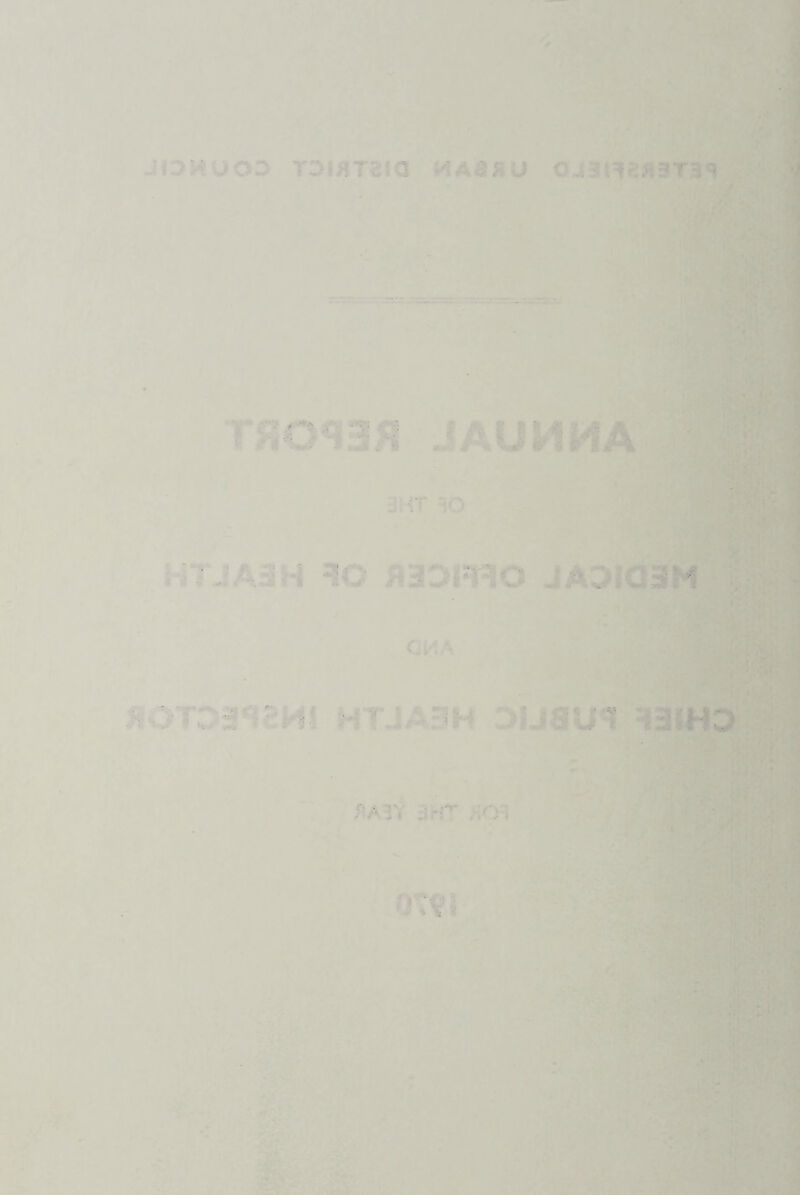 PETERSFIELD URBAN DISTRICT COUNCIL
ANNUAL REPORT
OF THE
MEDICAL OFFICER OF HEALTH
AND
CHIEF PUBLIC HEALTH INSPECTOR
FOR THE YEAR
1970